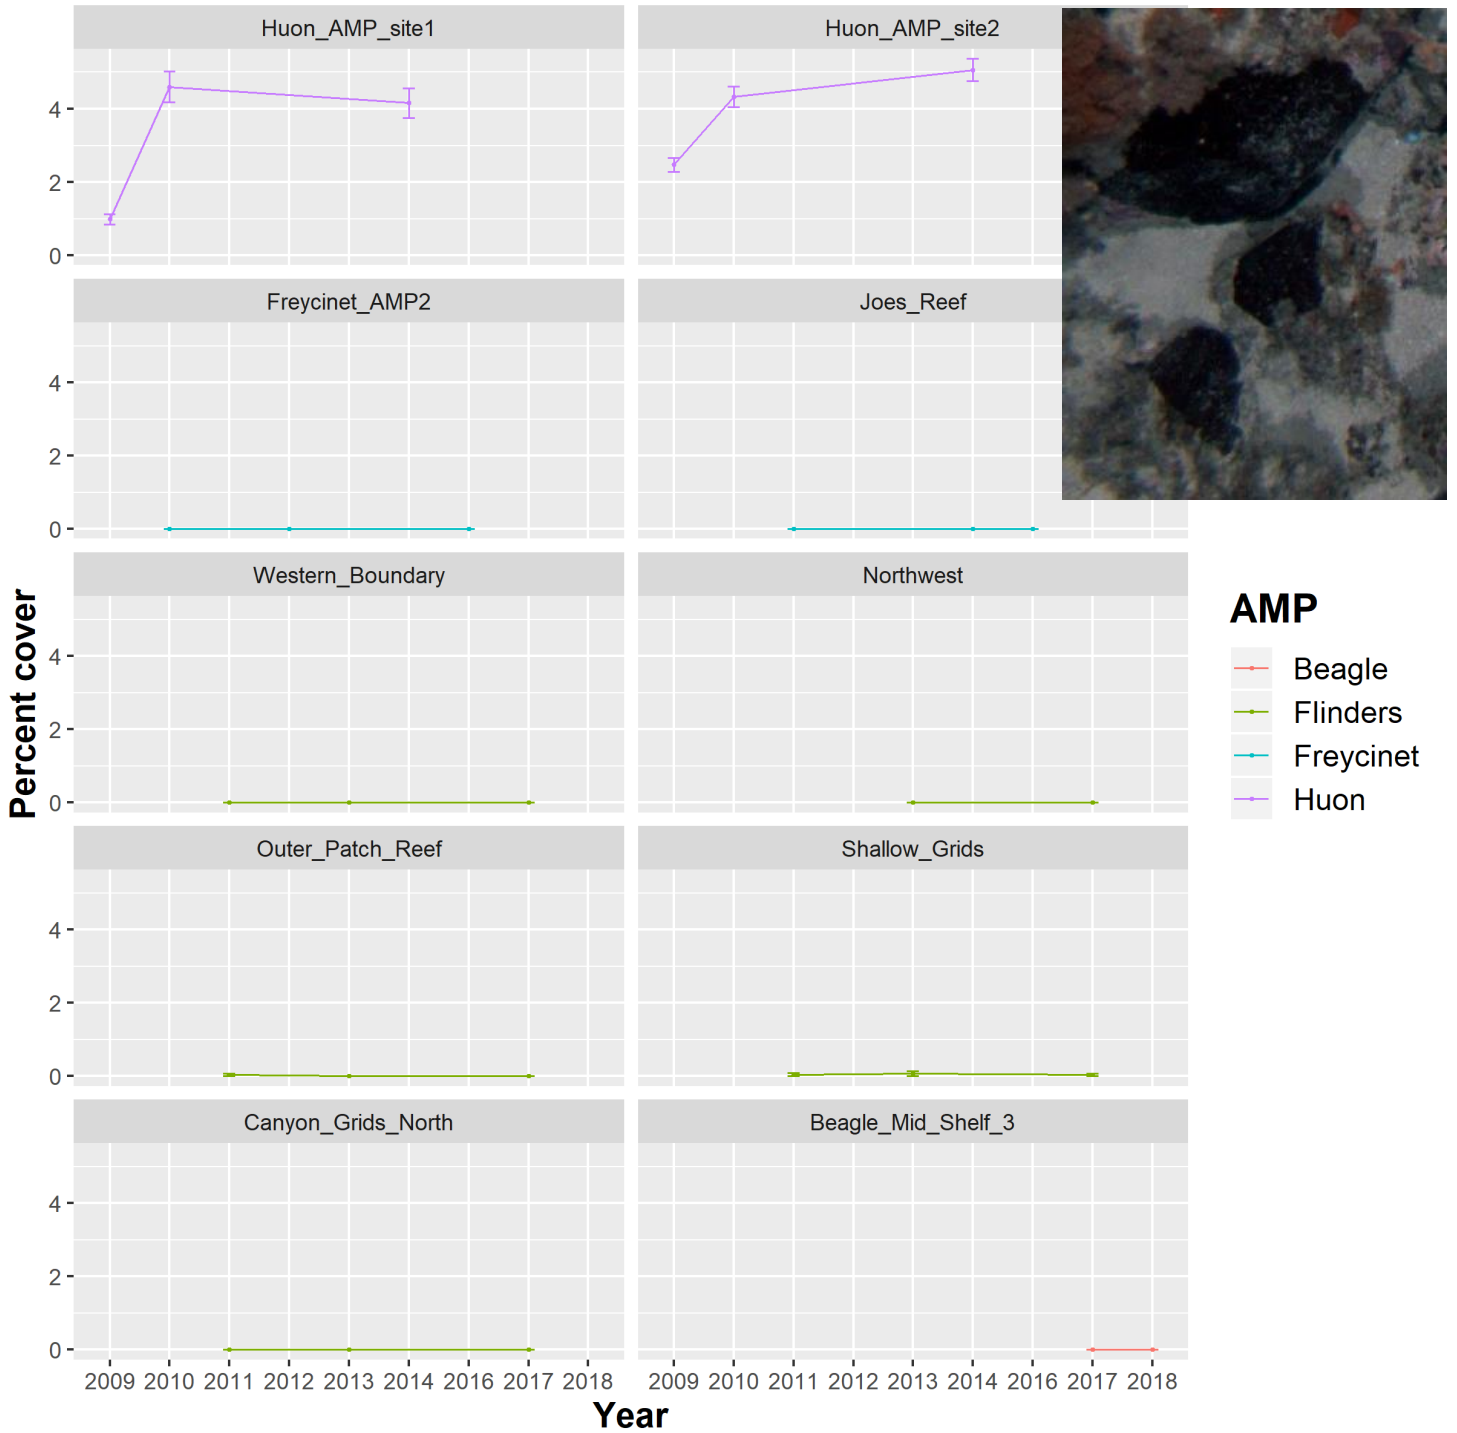 Huon_AMP_site1
Huon_AMP_site2
4
2
0
Freycinet_AMP2
Joes_Reef
4
2
0
Western_Boundary
Northwest
4
2
0
Outer_Patch_Reef
Shallow_Grids
4
2
0
Canyon_Grids_North
Beagle_Mid_Shelf_3
4
2
0
2009 2010 2011 2012 2013 2014 2016 2017 2018
2009 2010 2011 2012 2013 2014 2016 2017 2018
Year
Percent cover
AMP
Beagle
Flinders
Freycinet
Huon